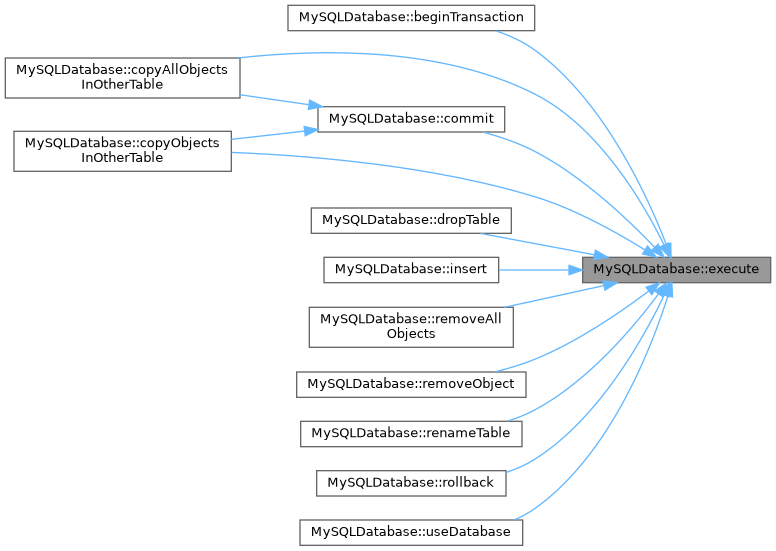 MySQLDatabase::beginTransaction
MySQLDatabase::copyAllObjects
InOtherTable
MySQLDatabase::commit
MySQLDatabase::copyObjects
InOtherTable
MySQLDatabase::dropTable
MySQLDatabase::insert
MySQLDatabase::execute
MySQLDatabase::removeAll
Objects
MySQLDatabase::removeObject
MySQLDatabase::renameTable
MySQLDatabase::rollback
MySQLDatabase::useDatabase